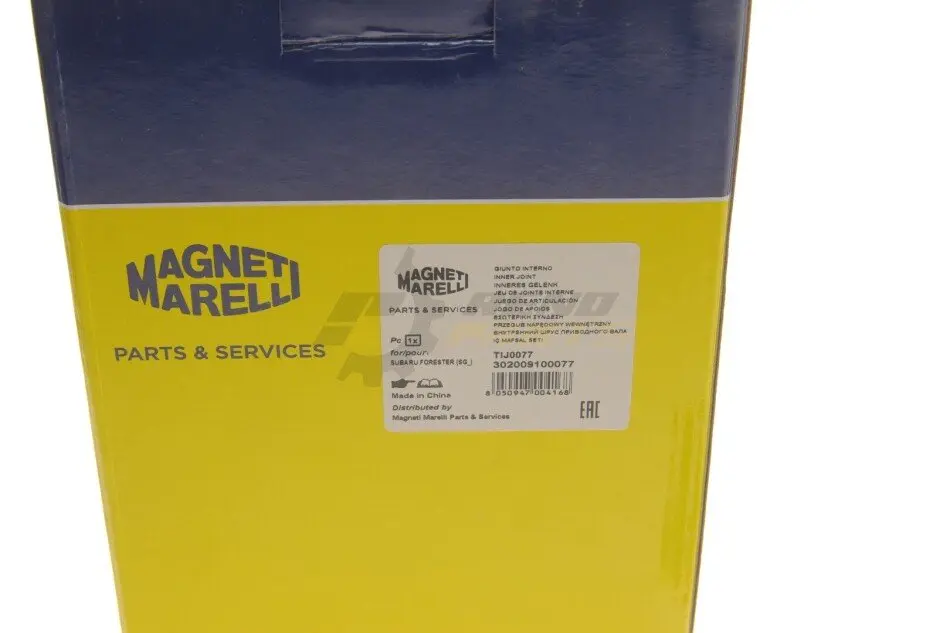 MAGNETI
MARELLI
PARTS & SERVICES
MAGNETI
MARELLI
PARTS & SERVICES
Pc 1x
for/pour:
SUBARU FORESTER (SG_)
Made in China
Distributed by
Magneti Marelli Parts & Services
GIUNTO INTERNO
INNER JOINT
INNERES GELENK
JEU DE JOINTS INTERNE
JUEGO DE ARTICULACIÓN
JOGO DE APOIOS
ΕΣΩΤΕΡΙΚΗ ΣΥΝΔΕΣΗ
PRZEGUB NAPĘDOWY WEWNĘTRZNY
ВНУТРЕННИЙ ШРУС ПРИВОДНОГО ВАЛА
IÇ MAFSAL SETI
TIJ0077
302009100077
8 050947 004168
EAC